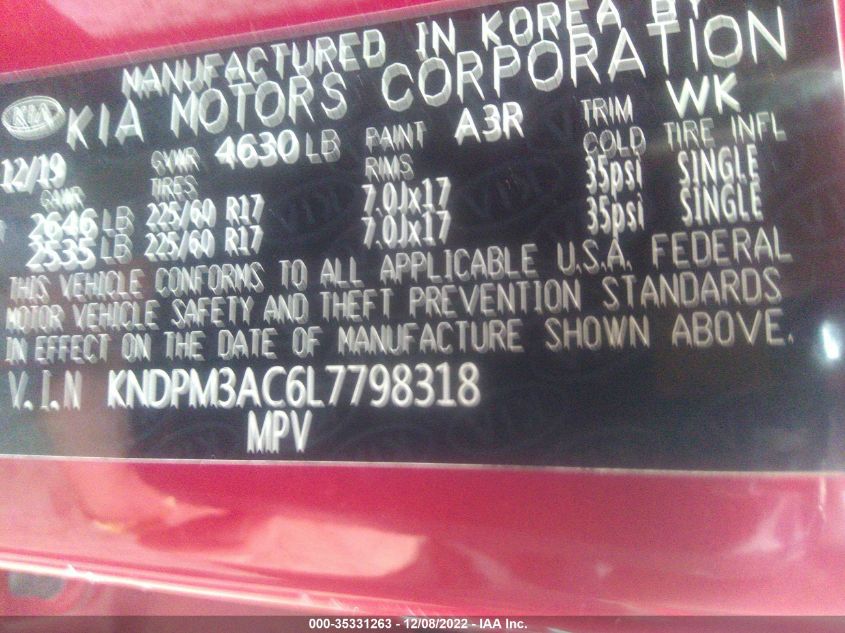 MANUFACTURED IN KOREA BY
KIA KIA MOTORS CORPORATION
12/19 GVWR 4630 LB PAINT A3R TRIM WK
GAWR TIRES RIMS COLD TIRE INFL
2646 LB 225/60 R17 7.0Jx17 35psi SINGLE
2535 LB 225/60 R17 7.0Jx17 35psi SINGLE
THIS VEHICLE CONFORMS TO ALL APPLICABLE U.S.A. FEDERAL
MOTOR VEHICLE SAFETY AND THEFT PREVENTION STANDARDS
IN EFFECT ON THE DATE OF MANUFACTURE SHOWN ABOVE.
V.I.N KNDPM3AC6L7798318
MPV
000-35331263 - 12/08/2022 - IAA Inc.